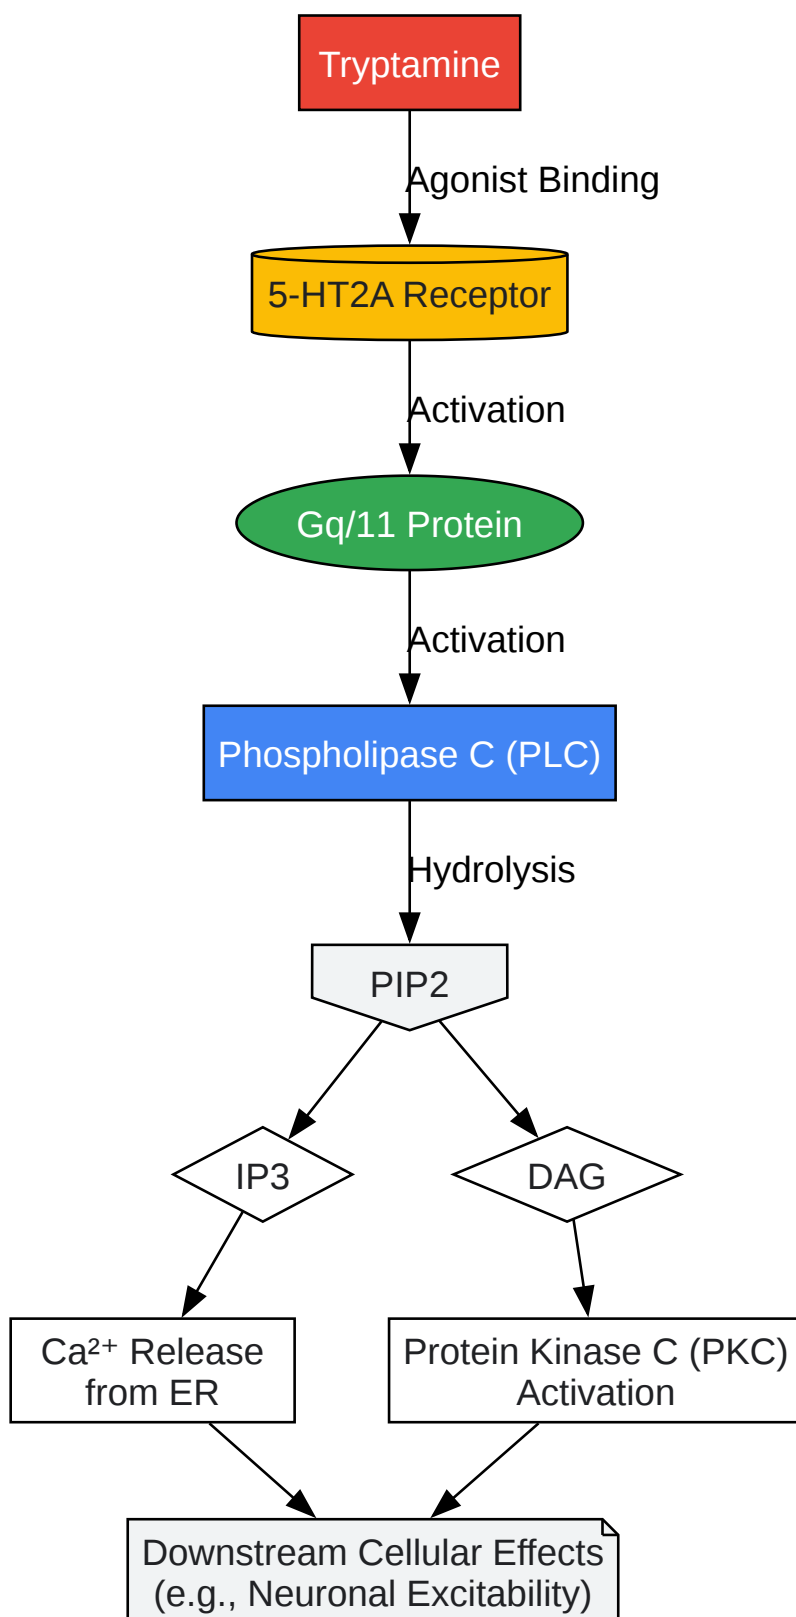 Tryptamine
Agonist Binding
5-HT2A Receptor
Activation
Gq/11 Protein
Activation
Phospholipase C (PLC)
Hydrolysis
PIP2
IP3
DAG
Ca²⁺ Release
from ER
Protein Kinase C (PKC)
Activation
Downstream Cellular Effects
(e.g., Neuronal Excitability)